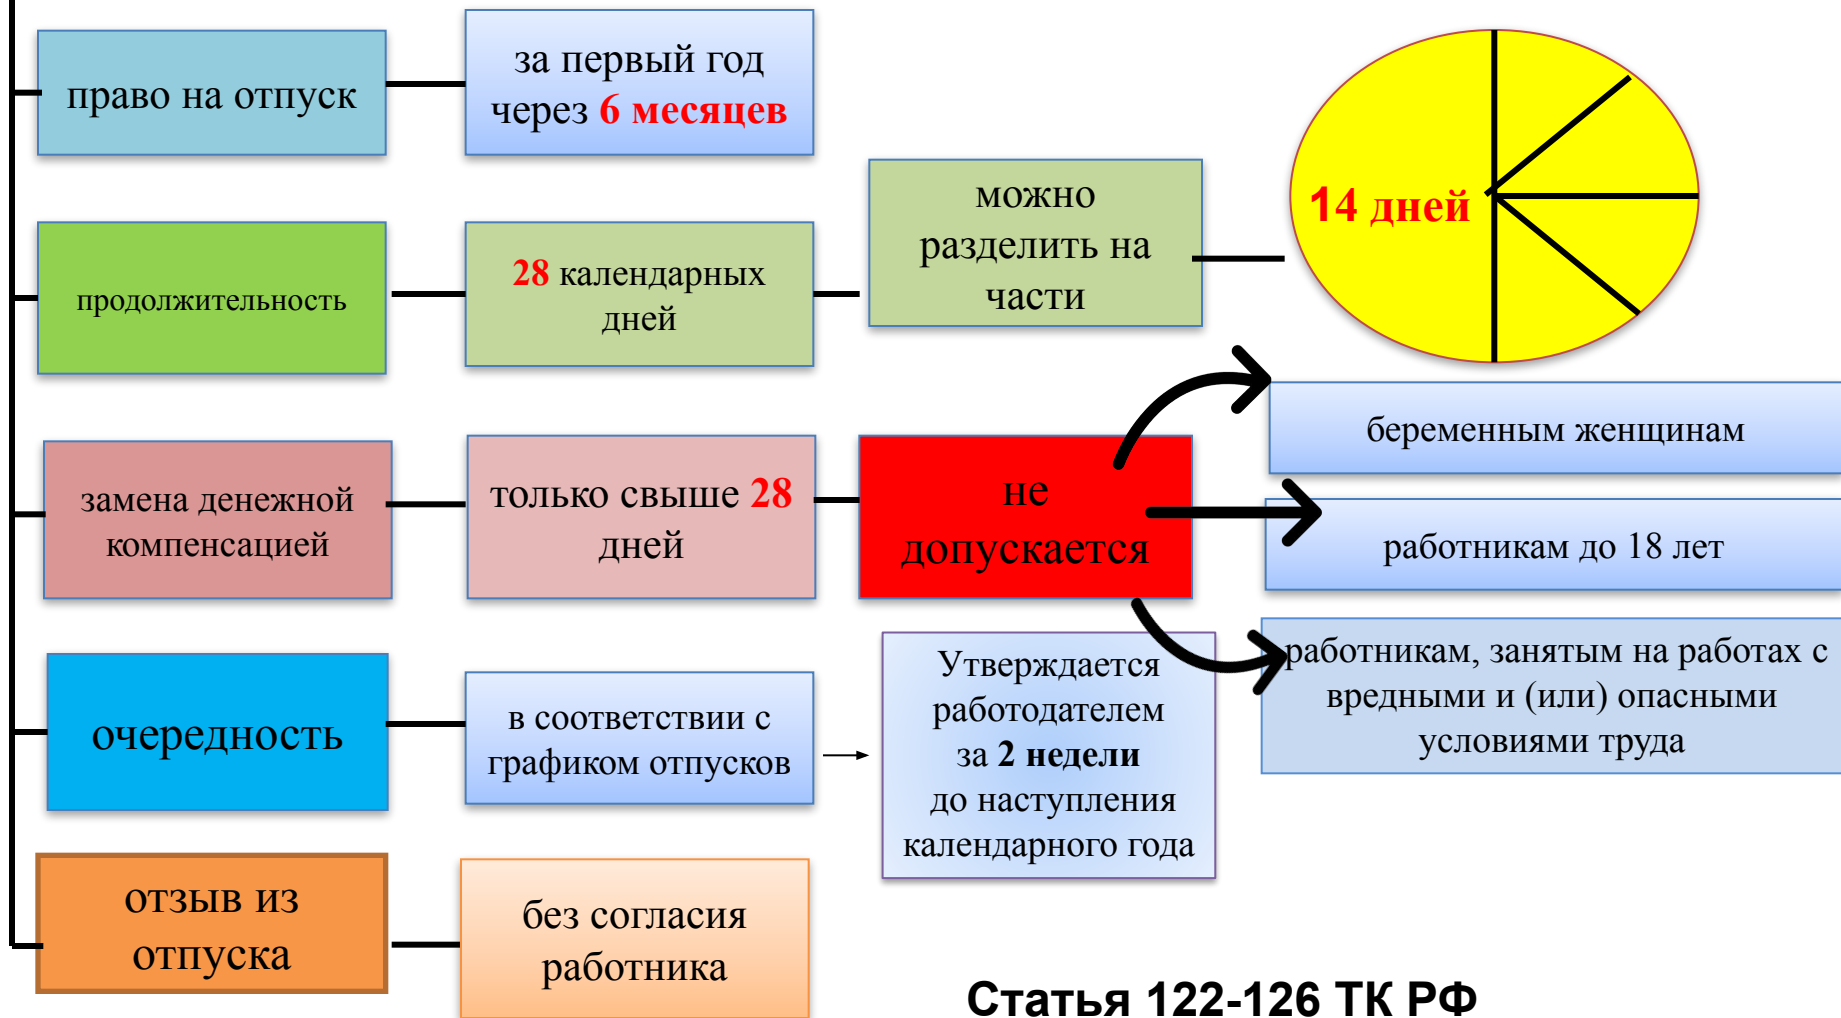 право на отпуск
за первый год
через 6 месяцев
продолжительность
28 календарных
дней
можно
разделить на
части
14 дней
замена денежной
компенсацией
только свыше 28
дней
не
допускается
беременным женщинам
работникам до 18 лет
работникам, занятым на работах с
вредными и (или) опасными
условиями труда
очередность
в соответствии с
графиком отпусков
Утверждается
работодателем
за 2 недели
до наступления
календарного года
отзыв из
отпуска
без согласия
работника
Статья 122-126 ТК РФ